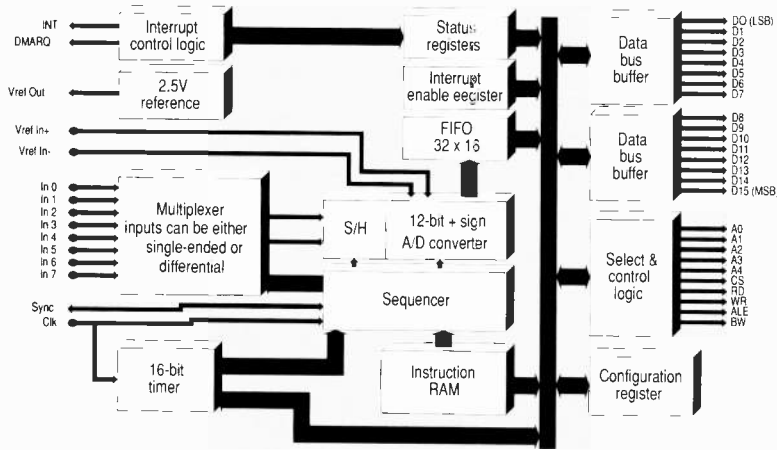 INT
DMARQ
Interrupt
control logic
Status
registers
Data
bus
buffer
DO (LSB)
D1
D2
D3
D4
D5
D6
D7
Vref Out
2.5V
reference
Interrupt
enable eegister
Vref In+
Vref In-
FIFO
32 x 16
Data
bus
buffer
D8
D9
D10
D11
D12
D13
D14
D15 (MSB)
In 0
In 1
In 2
In 3
In 4
In 5
In 6
In 7
Multiplexer
inputs can be either
single-ended or
differential
S/H
12-bit + sign
A/D converter
Select &
control
logic
A0
A1
A2
A3
A4
CS
RD
WR
ALE
BW
Sync
Clk
Sequencer
16-bit
timer
Instruction
RAM
Configuration
register